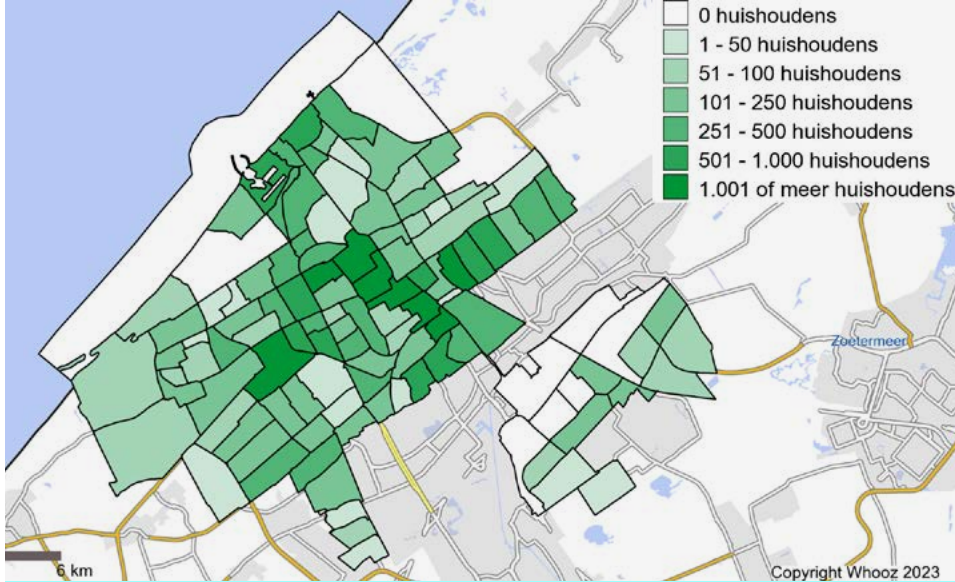 0 huishoudens
1 - 50 huishoudens
51 - 100 huishoudens
101 - 250 huishoudens
251 - 500 huishoudens
501 - 1.000 huishoudens
1.001 of meer huishoudens
Zoetermeer
6 km
Copyright Whooz 2023